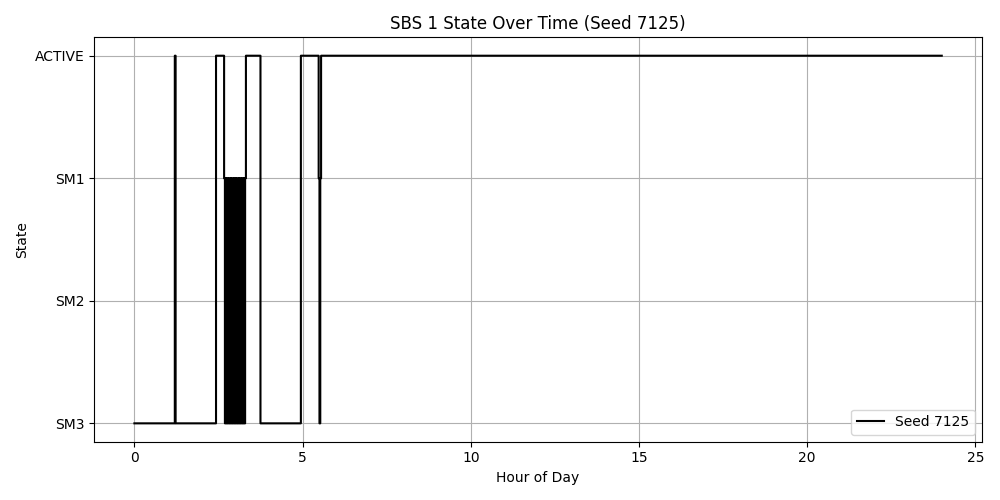 SBS 1 State Over Time (Seed 7125)
ACTIVE
SM1
SM2
SM3
State
0 5 10 15 20 25
Hour of Day
Seed 7125